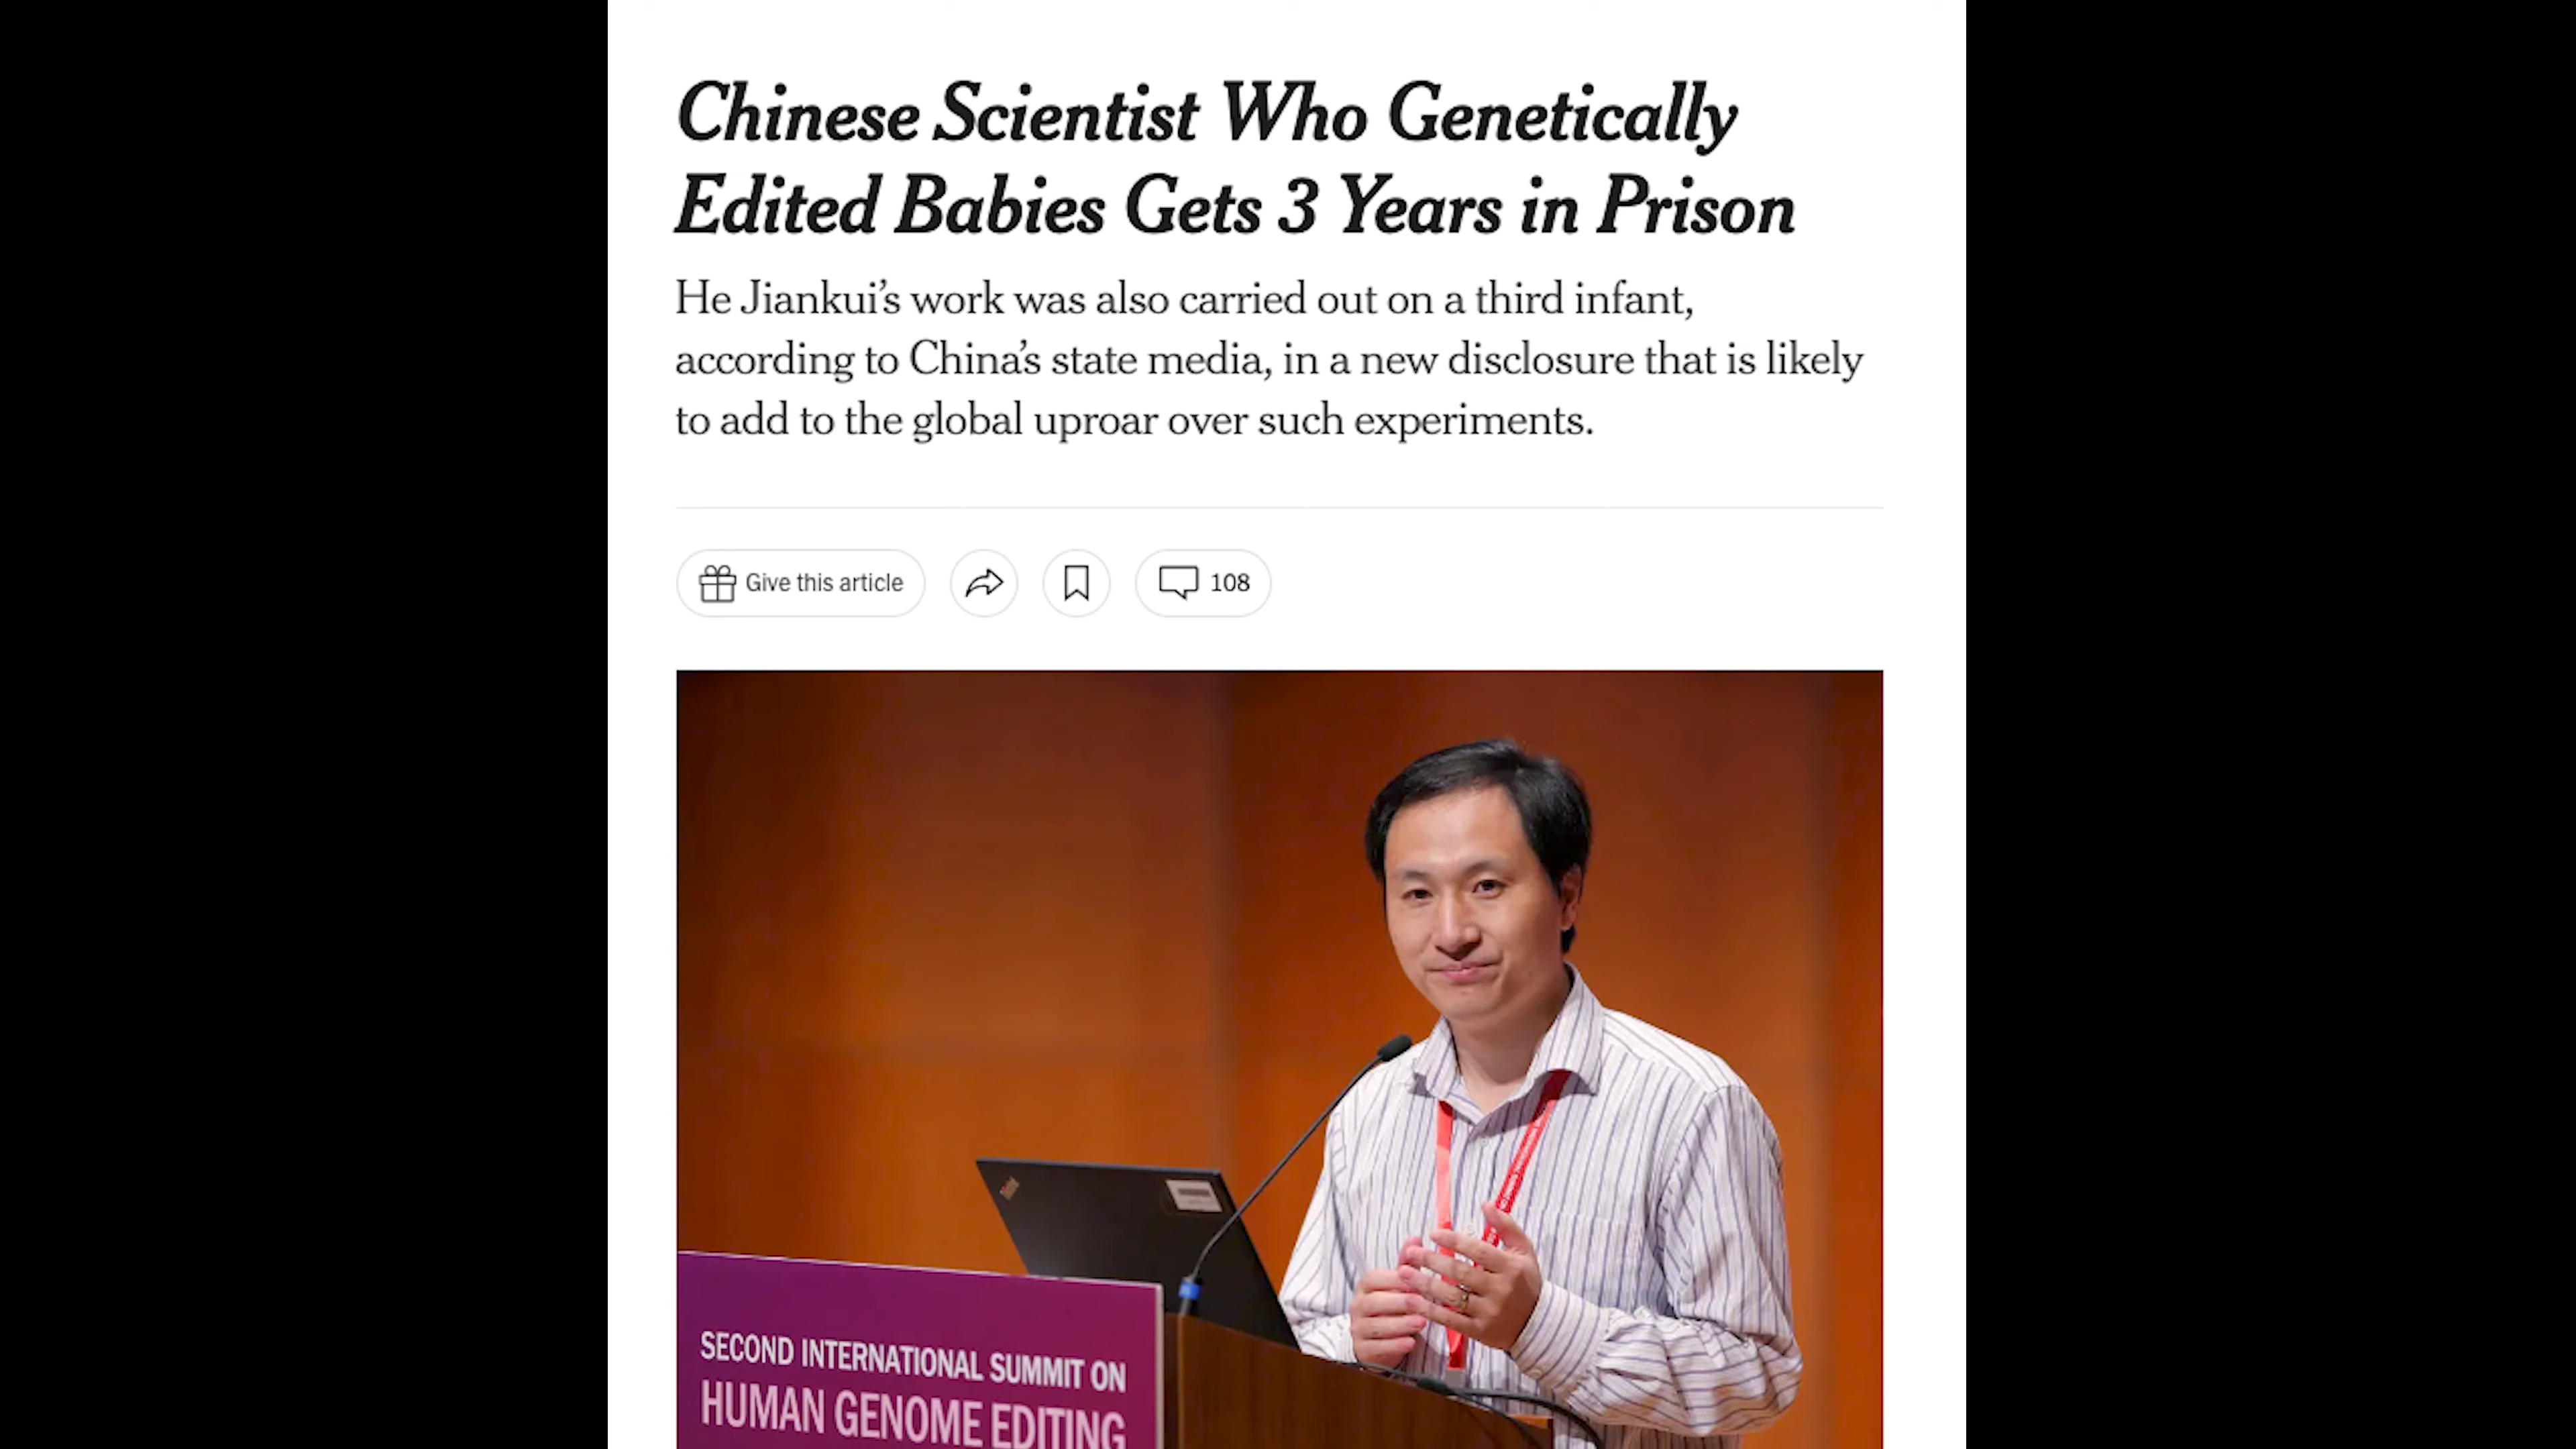 Chinese Scientist Who Genetically
Edited Babies Gets 3 Years in Prison
He Jiankui’s work was also carried out on a third infant,
according to China’s state media, in a new disclosure that is likely
to add to the global uproar over such experiments.
Give this article
108
SECOND INTERNATIONAL SUMMIT ON
HUMAN GENOME EDITING